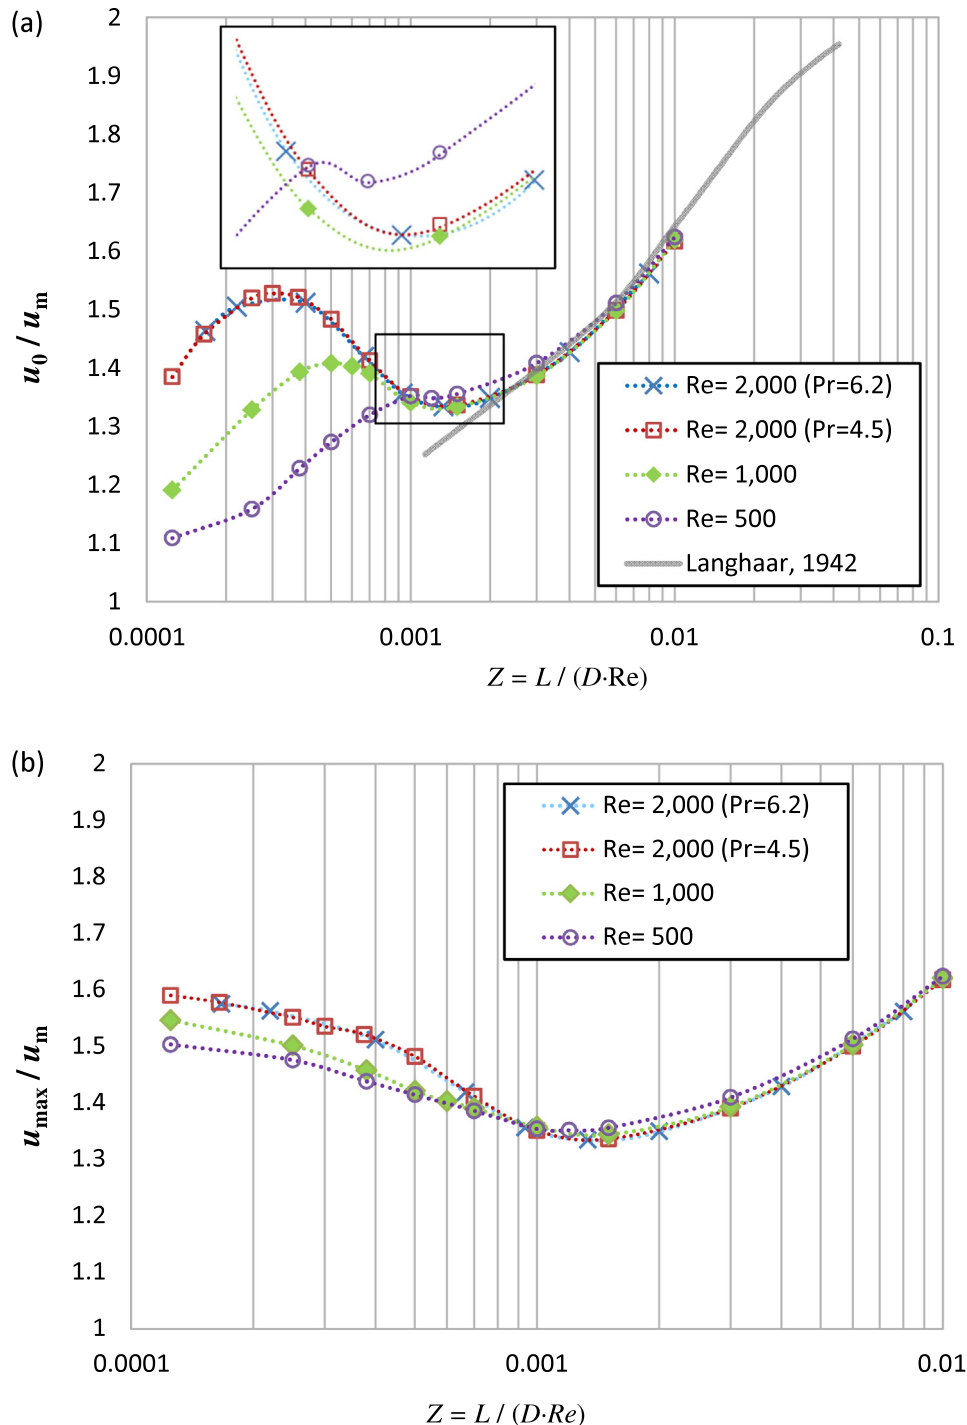 (a)
2
1.9
1.8
1.7
1.6
1.5
1.4
1.3
1.2
1.1
1
u0 / um
Re= 2,000 (Pr=6.2)
Re= 2,000 (Pr=4.5)
Re= 1,000
Re= 500
Langhaar, 1942
0.0001 0.001 0.01 0.1
Z = L / (D·Re)
(b)
2
1.9
1.8
1.7
1.6
1.5
1.4
1.3
1.2
1.1
1
umax / um
Re= 2,000 (Pr=6.2)
Re= 2,000 (Pr=4.5)
Re= 1,000
Re= 500
0.0001 0.001 0.01
Z = L / (D·Re)